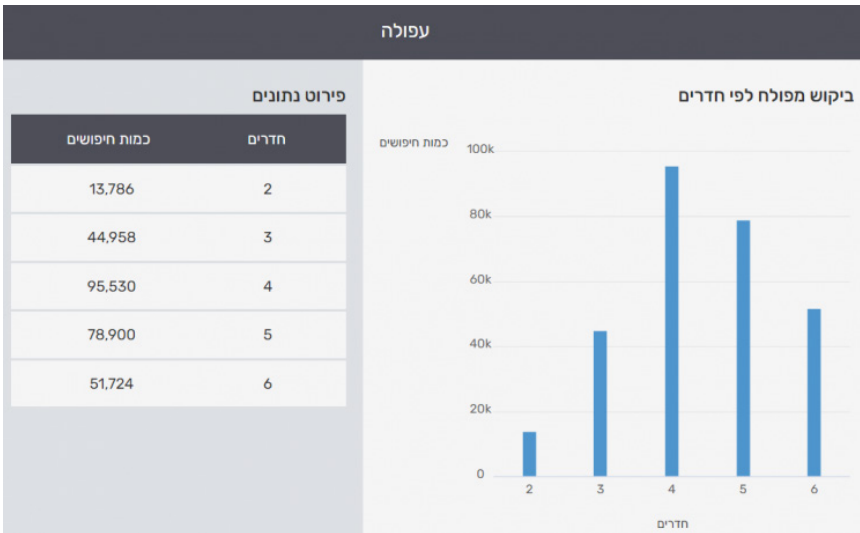 עפולה
ביקוש מפולח לפי חדרים
כמות חיפושים
100k
80k
60k
40k
20k
0
2 3 4 5 6
חדרים
פירוט נתונים
חדרים כמות חיפושים
2 13,786
3 44,958
4 95,530
5 78,900
6 51,724